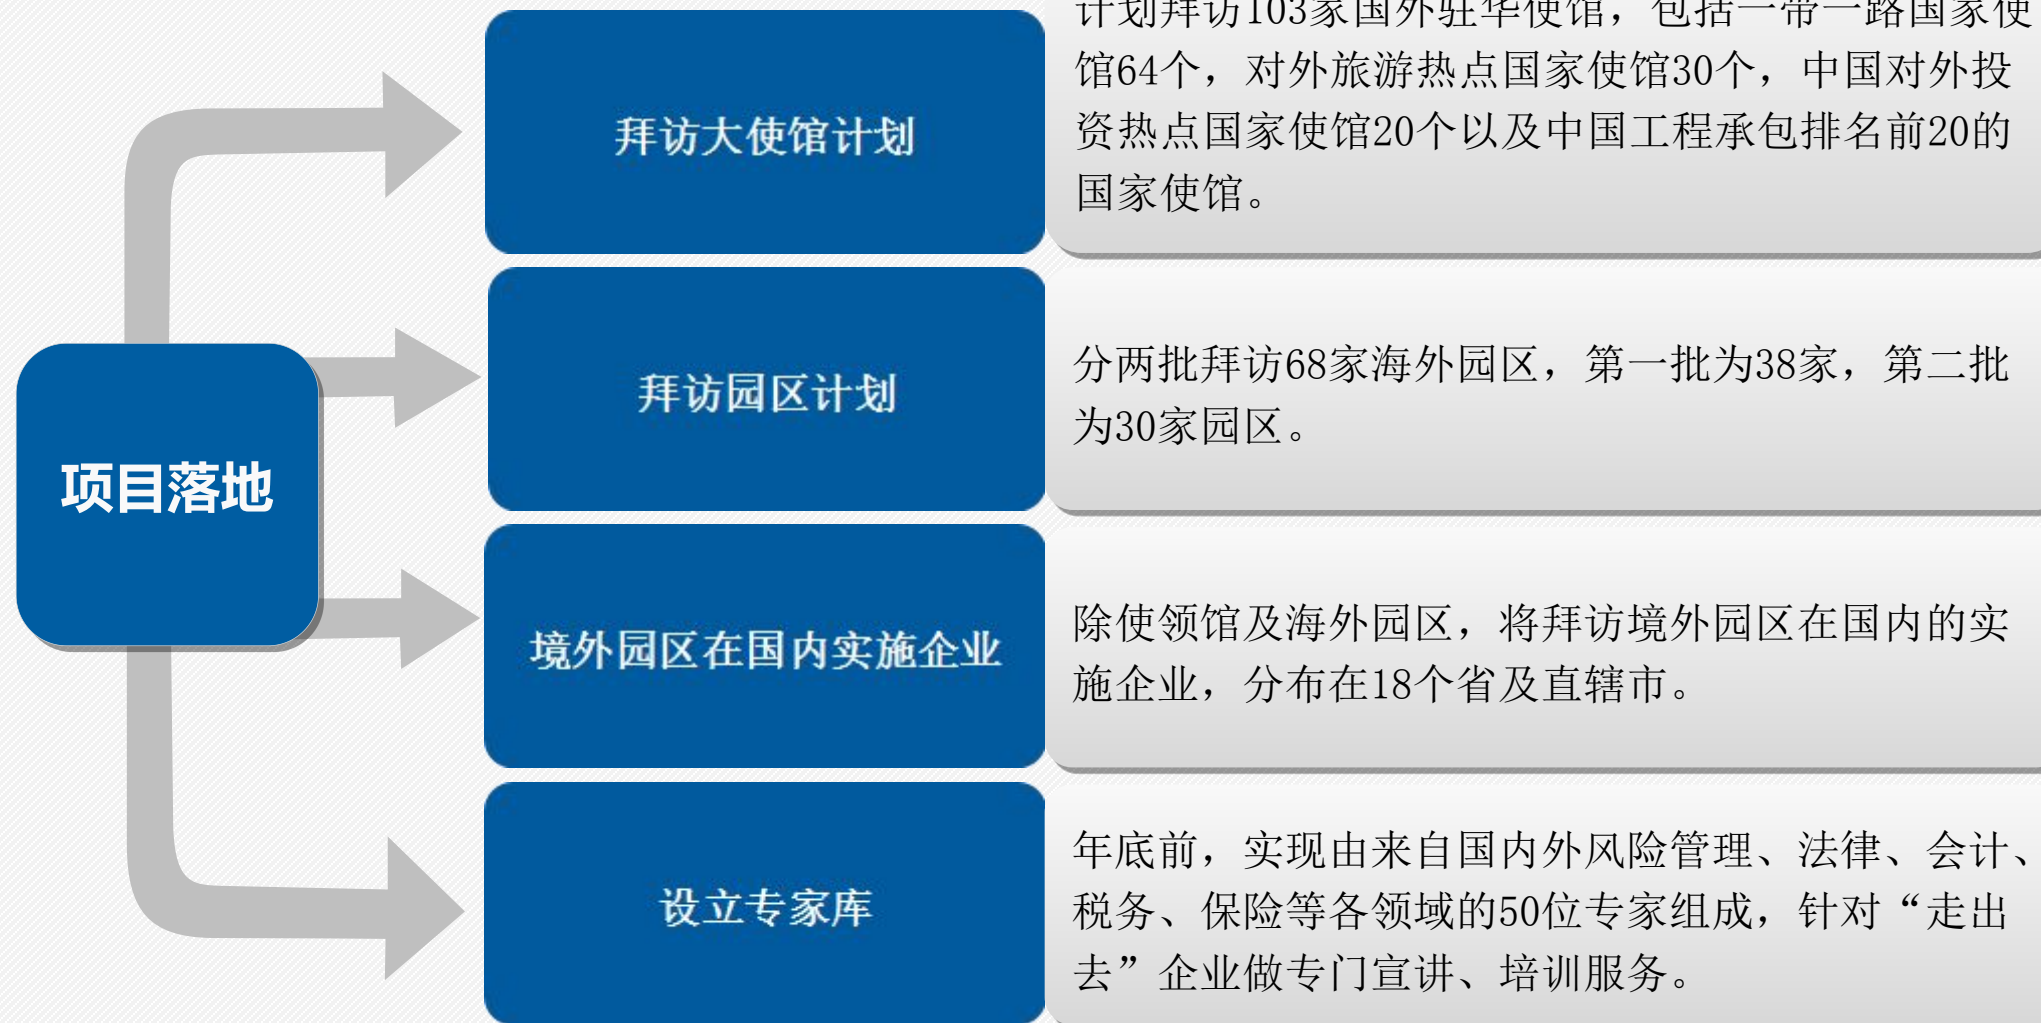 项目落地
拜访大使馆计划
计划拜访103家国外驻华使馆，包括一带一路国家使
馆64个，对外旅游热点国家使馆30个，中国对外投
资热点国家使馆20个以及中国工程承包排名前20的
国家使馆。
拜访园区计划
分两批拜访68家海外园区，第一批为38家，第二批
为30家园区。
境外园区在国内实施企业
除使领馆及海外园区，将拜访境外园区在国内的实
施企业，分布在18个省及直辖市。
设立专家库
年底前，实现由来自国内外风险管理、法律、会计、
税务、保险等各领域的50位专家组成，针对“走出
去”企业做专门宣讲、培训服务。